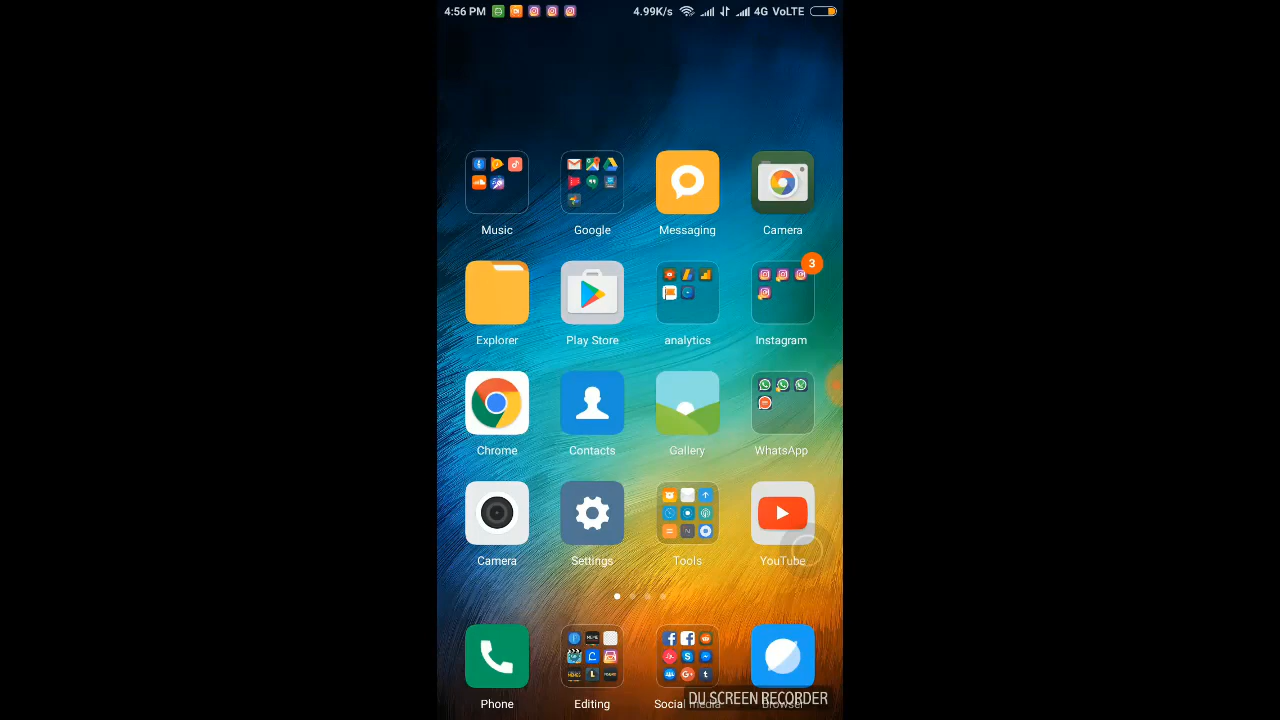 4:56 PM 4.99K/s 4G VoLTE
Music Google Messaging Camera
3
Explorer Play Store analytics Instagram
Chrome Contacts Gallery WhatsApp
Camera Settings Tools YouTube
Phone Editing Social media Browser
DU SCREEN RECORDER